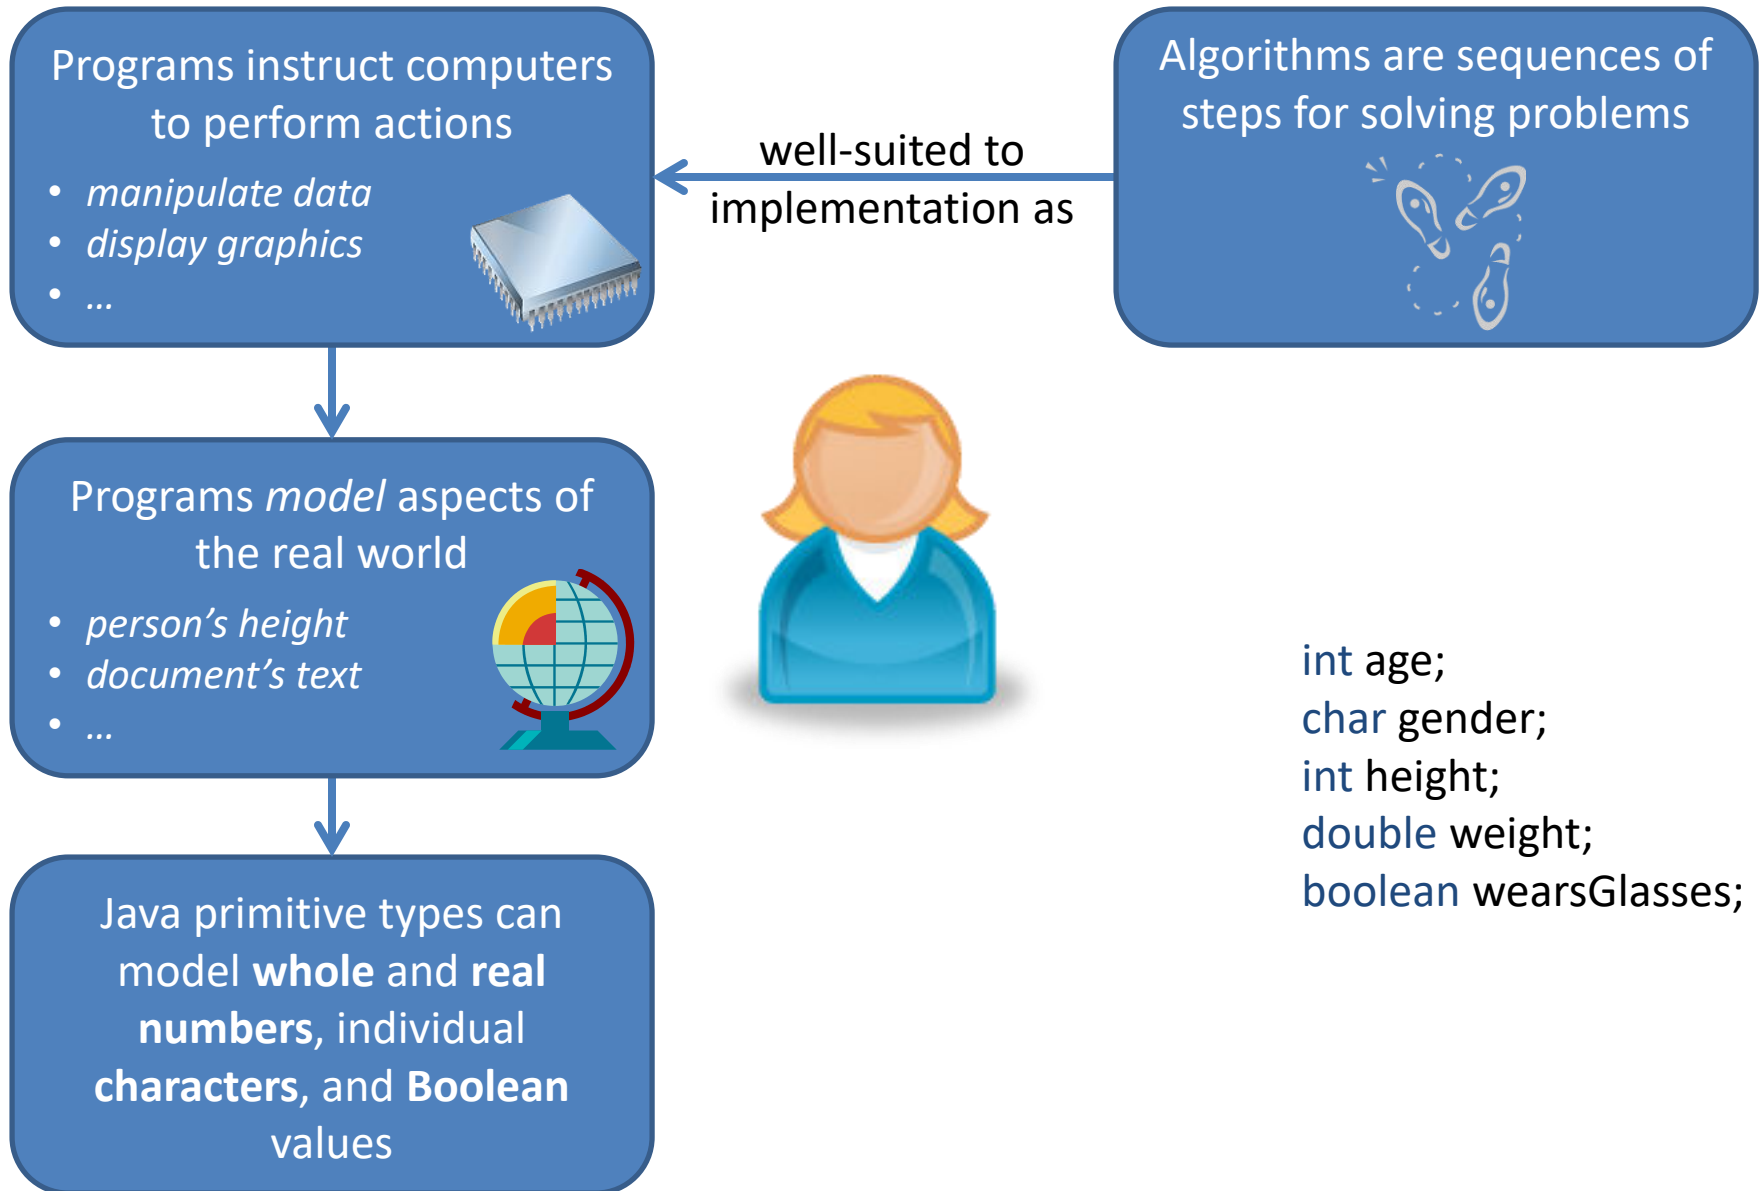 Programs instruct computers
to perform actions
• manipulate data
• display graphics
• ...
well-suited to
implementation as
Algorithms are sequences of
steps for solving problems
Programs model aspects of
the real world
• person’s height
• document’s text
• ...
int age;
char gender;
int height;
double weight;
boolean wearsGlasses;
Java primitive types can
model whole and real
numbers, individual
characters, and Boolean
values